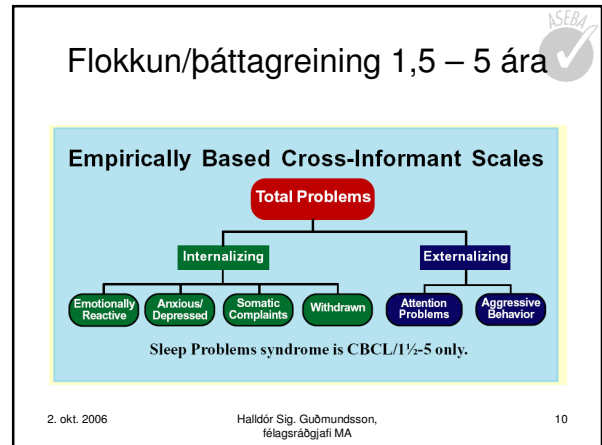 ASEBA
Flokkun/þáttagreining 1,5 – 5 ára
Empirically Based Cross-Informant Scales
Total Problems
Internalizing
Externalizing
Emotionally
Reactive
Anxious/
Depressed
Somatic
Complaints
Withdrawn
Attention
Problems
Aggressive
Behavior
Sleep Problems syndrome is CBCL/1½-5 only.
2. okt. 2006
Halldór Sig. Guðmundsson,
félagsráðgjafi MA
10